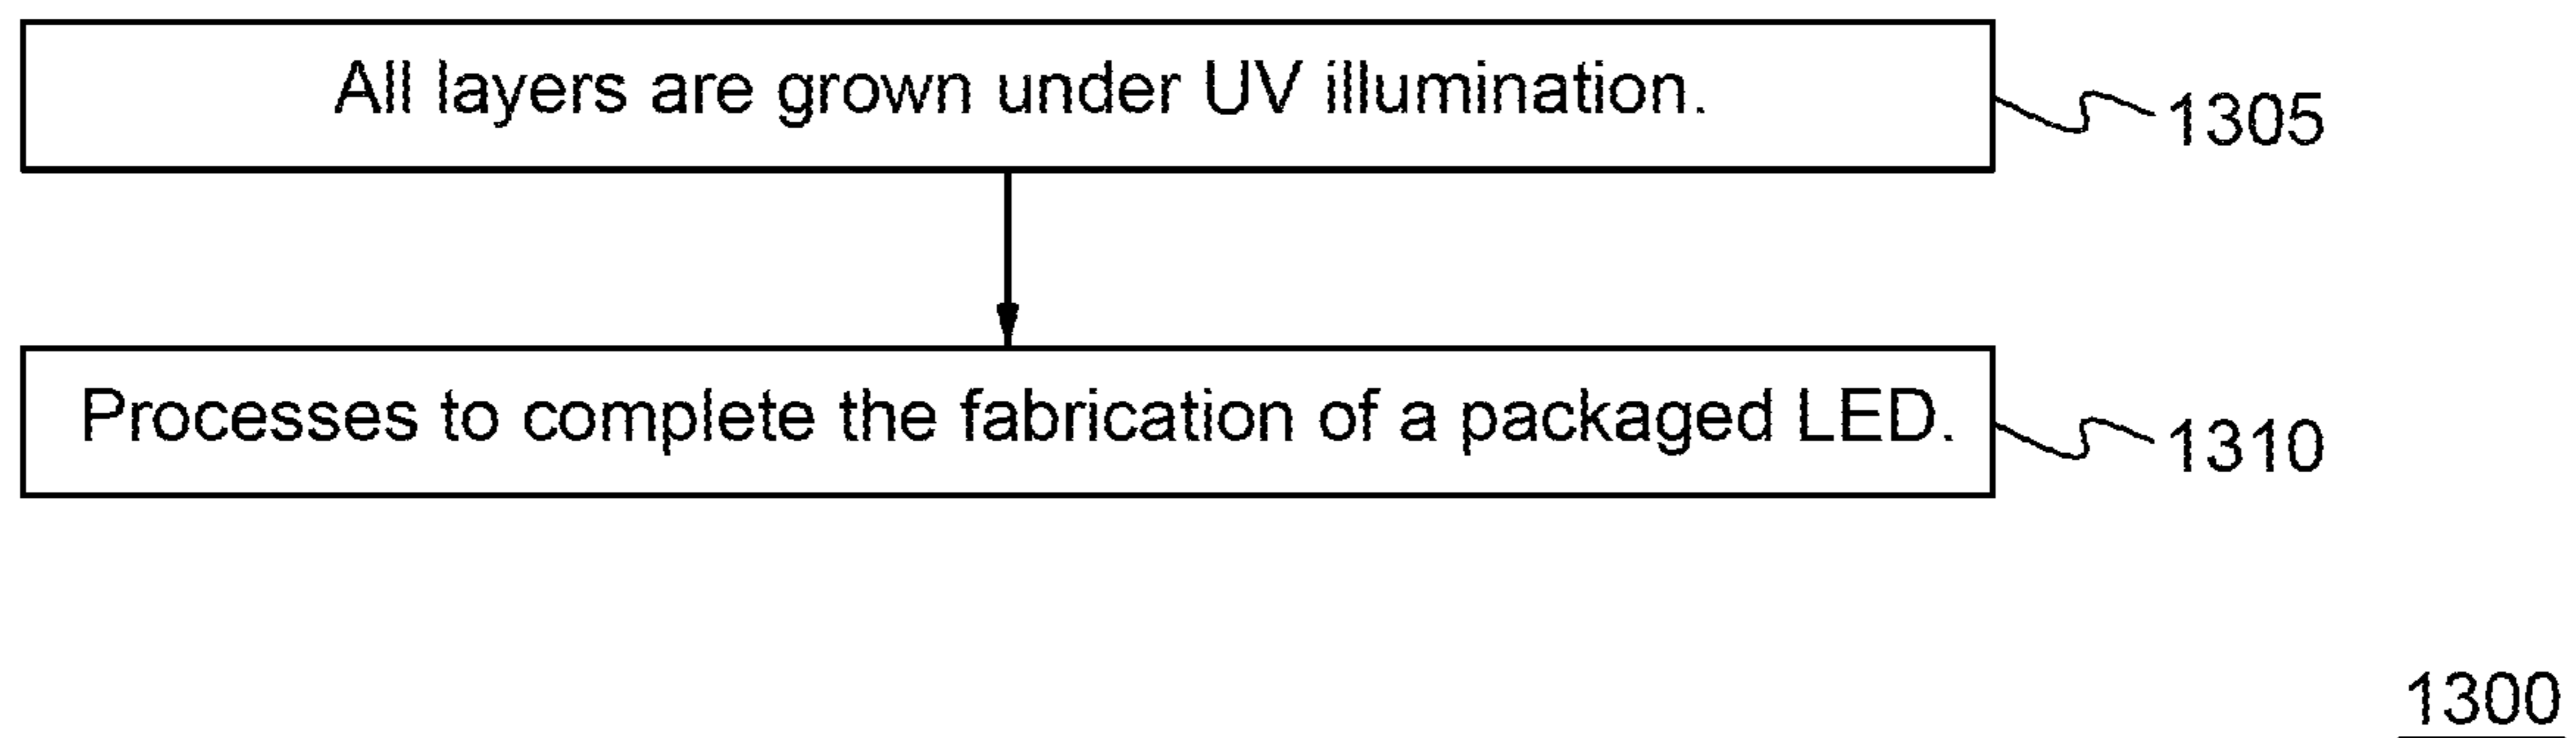 All layers are grown under UV illumination.
1305
Processes to complete the fabrication of a packaged LED.
1310
1300